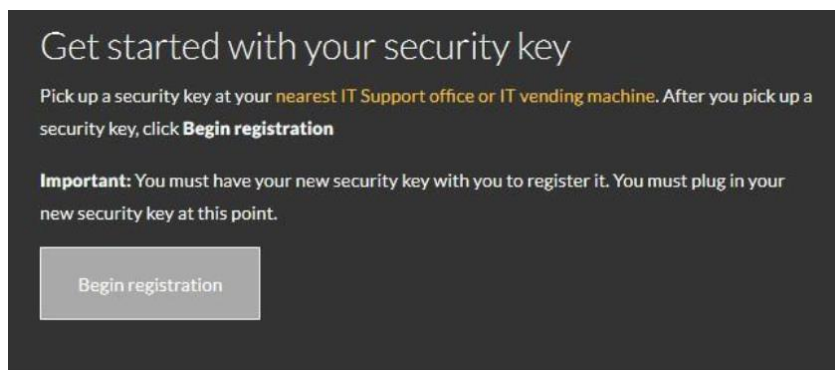 Get started with your security key
Pick up a security key at your nearest IT Support office or IT vending machine. After you pick up a
security key, click Begin registration
Important: You must have your new security key with you to register it. You must plug in your
new security key at this point.
Begin registration